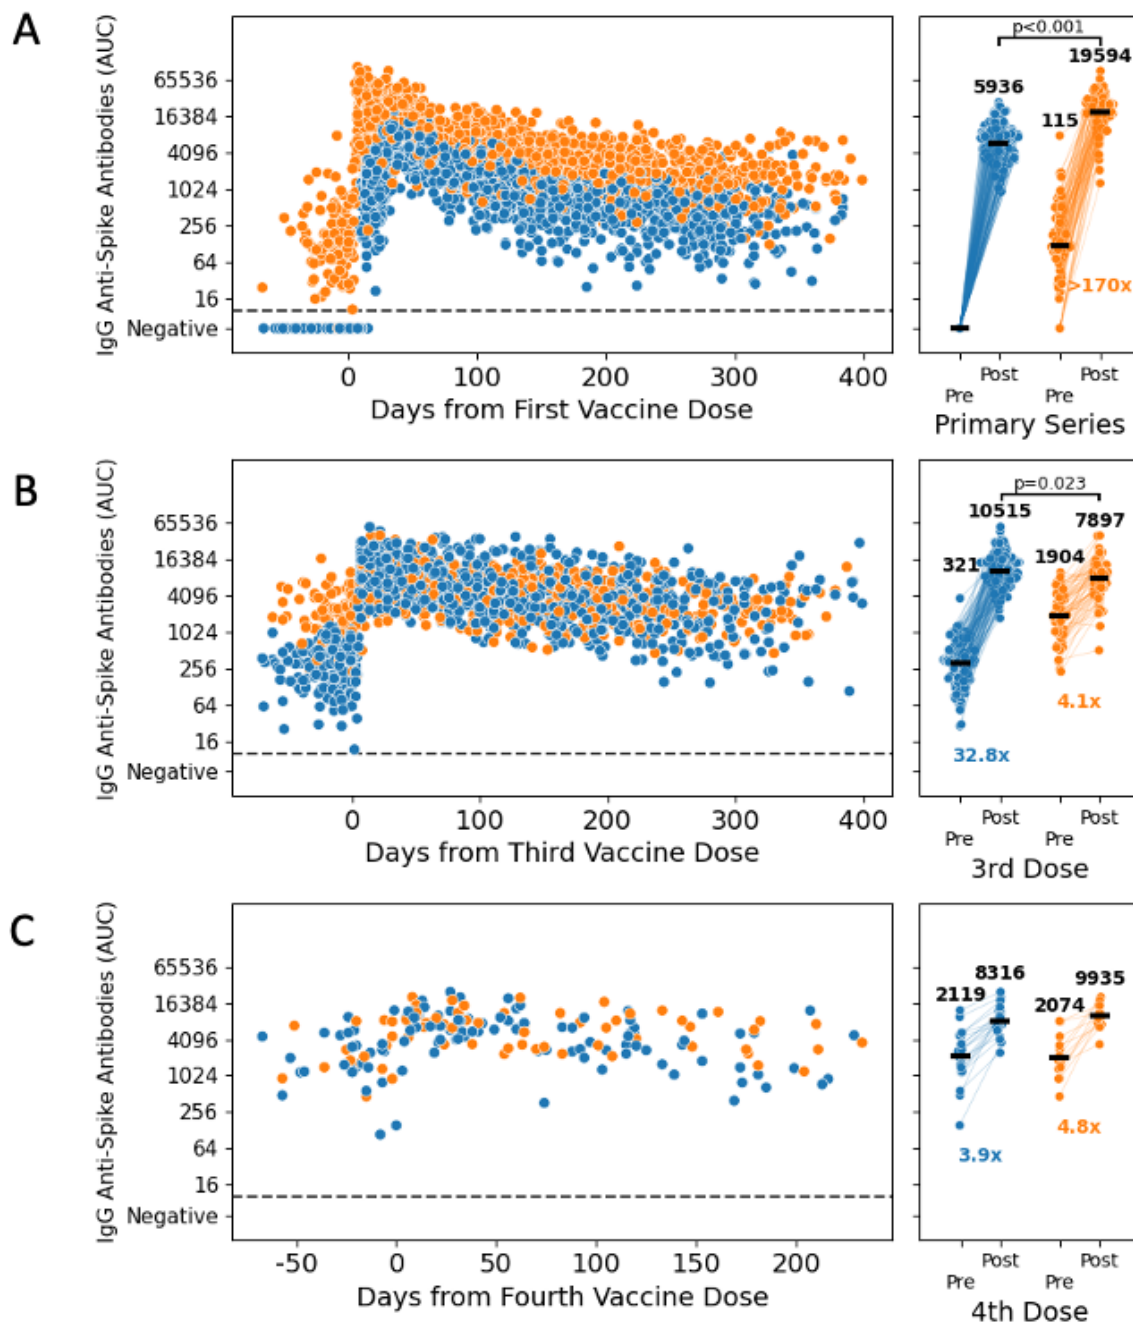 A
IgG Anti-Spike Antibodies (AUC)
65536
16384
4096
1024
256
64
16
Negative
0 100 200 300 400
Days from First Vaccine Dose
p<0.001
19594
5936
115
>170x
Post Post
Pre Pre
Primary Series
B
IgG Anti-Spike Antibodies (AUC)
65536
16384
4096
1024
256
64
16
Negative
0 100 200 300 400
Days from Third Vaccine Dose
p=0.023
10515 7897
321 1904
4.1x
32.8x
Post Post
Pre Pre
3rd Dose
C
IgG Anti-Spike Antibodies (AUC)
65536
16384
4096
1024
256
64
16
Negative
-50 0 50 100 150 200
Days from Fourth Vaccine Dose
8316 9935
2119 2074
4.8x
3.9x
Post Post
Pre Pre
4th Dose